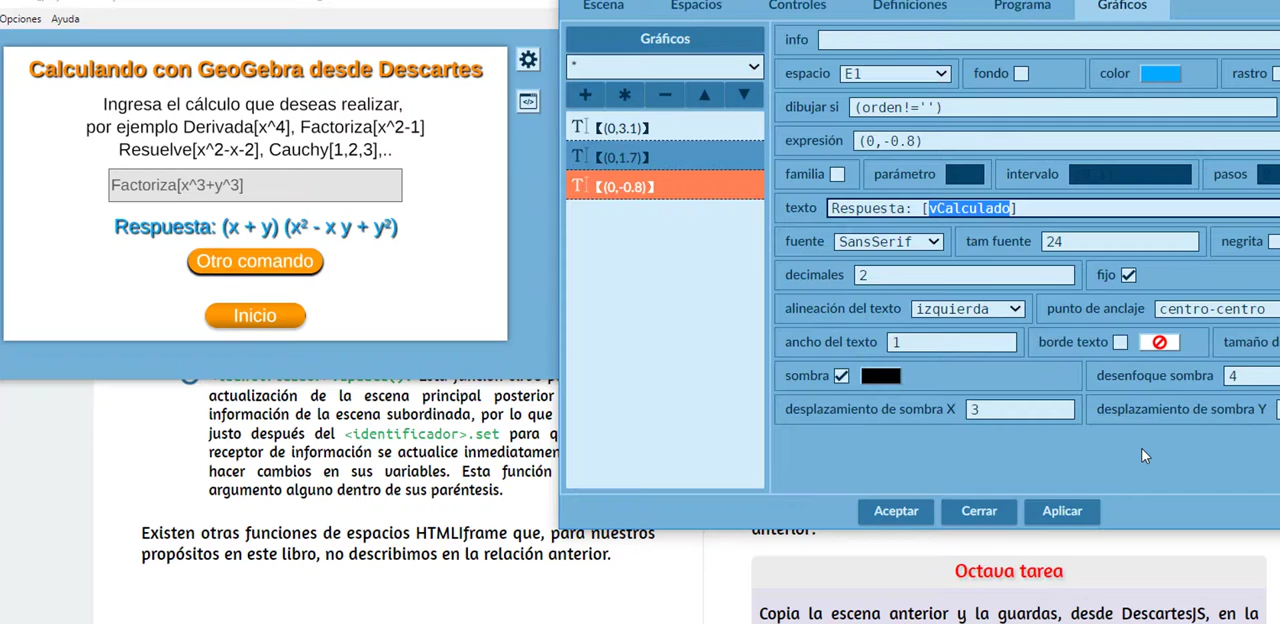 Opciones Ayuda
Calculando con GeoGebra desde Descartes
Ingresa el cálculo que deseas realizar,
por ejemplo Derivada[x^4], Factoriza[x^2-1]
Resuelve[x^2-x-2], Cauchy[1,2,3],..
Factoriza[x^3+y^3]
Respuesta: (x + y) (x² - x y + y²)
Otro comando
Inicio
Escena Espacios Controles Definiciones Programa Gráficos
Gráficos
*
【(0,3.1)】
【(0,1.7)】
【(0,-0.8)】
info
espacio E1 fondo color rastro
dibujar si (orden!='')
expresión (0,-0.8)
familia parámetro intervalo pasos
texto Respuesta: [vCalculado]
fuente SansSerif tam fuente 24 negrita
decimales 2 fijo
alineación del texto izquierda punto de anclaje centro-centro
ancho del texto 1 borde texto tamaño d
sombra desenfoque sombra 4
desplazamiento de sombra X 3 desplazamiento de sombra Y
Aceptar Cerrar Aplicar
actualización de la escena principal posterior
información de la escena subordinada, por lo que
justo después del <identificador>.set para q
receptor de información se actualice inmediatamen
hacer cambios en sus variables. Esta función
argumento alguno dentro de sus paréntesis.
Existen otras funciones de espacios HTMLIframe que, para nuestros
propósitos en este libro, no describimos en la relación anterior.
anterior.
Octava tarea
Copia la escena anterior y la guardas, desde DescartesJS, en la